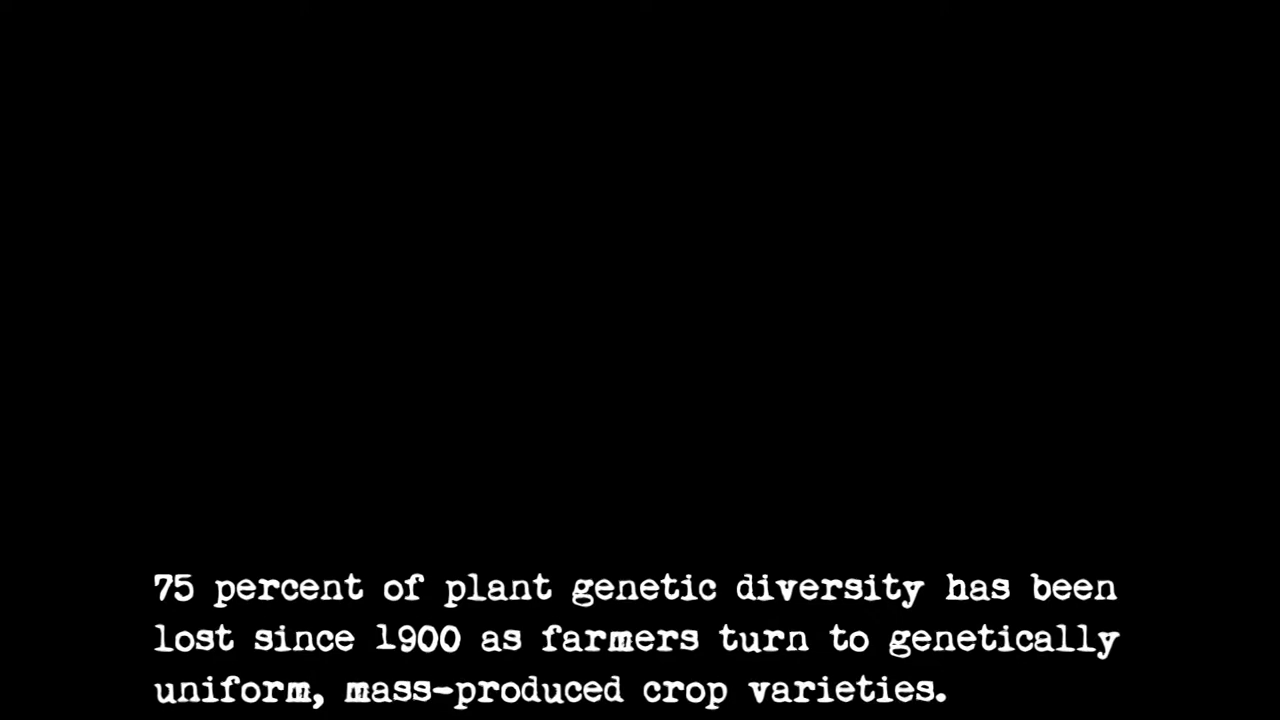 75 percent of plant genetic diversity has been
lost since 1900 as farmers turn to genetically
uniform, mass-produced crop varieties.